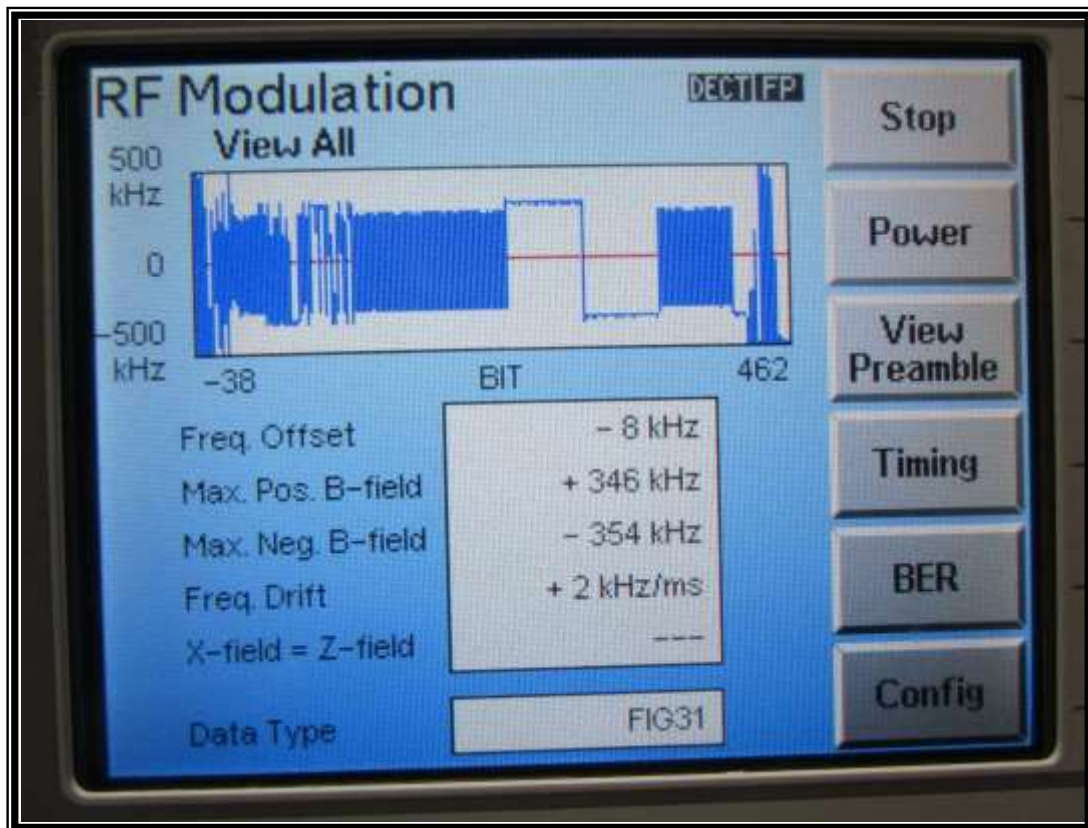 RF Modulation
DECT FP
View All
500
kHz
0
-500
kHz
-38
BIT
462
Freq. Offset
- 8 kHz
Max. Pos. B-field
+ 346 kHz
Max. Neg. B-field
- 354 kHz
Freq. Drift
+ 2 kHz/ms
X-field = Z-field
---
Data Type
FIG31
Stop
Power
View
Preamble
Timing
BER
Config